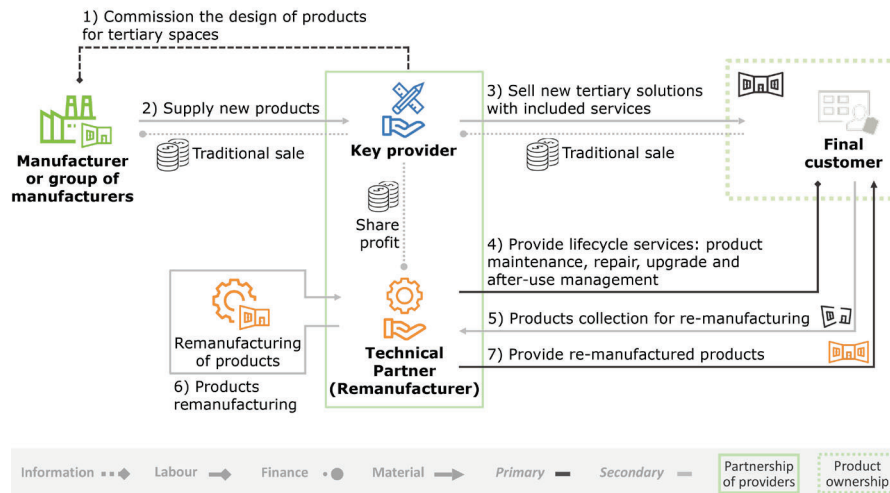 1) Commission the design of products
for tertiary spaces
2) Supply new products
Traditional sale
Manufacturer
or group of
manufacturers
Key provider
3) Sell new tertiary solutions
with included services
Traditional sale
Final
customer
Share
profit
4) Provide lifecycle services: product
maintenance, repair, upgrade and
after-use management
5) Products collection for re-manufacturing
7) Provide re-manufactured products
Remanufacturing
of products
6) Products
remanufacturing
Technical
Partner
(Remanufacturer)
Information
Labour
Finance
Material
Primary
Secondary
Partnership
of providers
Product
ownership